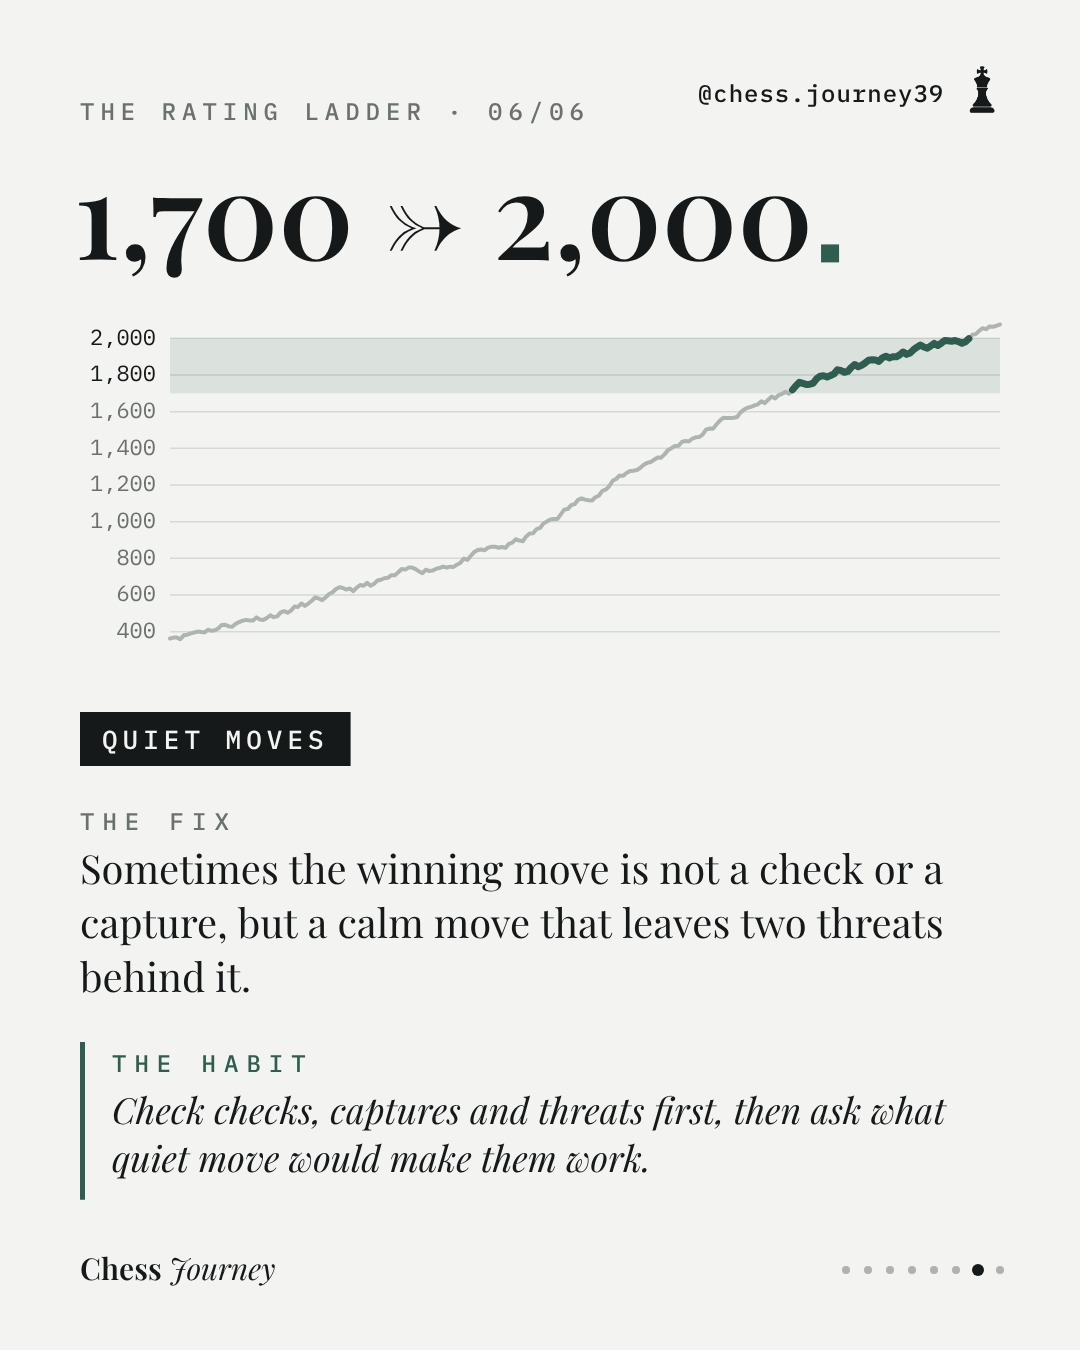 THE RATING LADDER · 06/06
@chess.journey39
1,700 ➳ 2,000.
2,000
1,800
1,600
1,400
1,200
1,000
800
600
400
QUIET MOVES
THE FIX
Sometimes the winning move is not a check or a
capture, but a calm move that leaves two threats
behind it.
THE HABIT
Check checks, captures and threats first, then ask what
quiet move would make them work.
Chess Journey